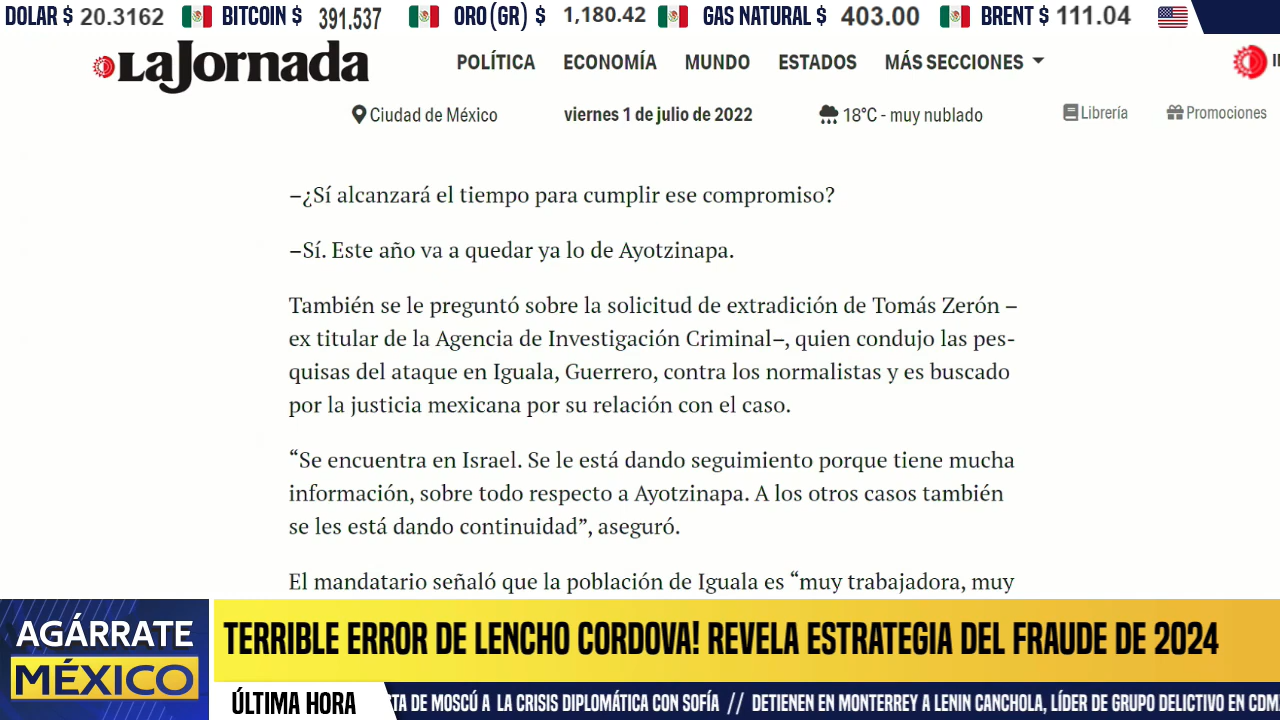 DOLAR $ 20.3162 BITCOIN $ 391,537 ORO(GR) $ 1,180.42 GAS NATURAL $ 403.00 BRENT $ 111.04
La Jornada POLÍTICA ECONOMÍA MUNDO ESTADOS MÁS SECCIONES
Ciudad de México viernes 1 de julio de 2022 18°C - muy nublado Librería Promociones
–¿Sí alcanzará el tiempo para cumplir ese compromiso?
–Sí. Este año va a quedar ya lo de Ayotzinapa.
También se le preguntó sobre la solicitud de extradición de Tomás Zerón –
ex titular de la Agencia de Investigación Criminal–, quien condujo las pes-
quisas del ataque en Iguala, Guerrero, contra los normalistas y es buscado
por la justicia mexicana por su relación con el caso.
“Se encuentra en Israel. Se le está dando seguimiento porque tiene mucha
información, sobre todo respecto a Ayotzinapa. A los otros casos también
se les está dando continuidad”, aseguró.
El mandatario señaló que la población de Iguala es “muy trabajadora, muy
AGÁRRATE
MÉXICO
TERRIBLE ERROR DE LENCHO CORDOVA! REVELA ESTRATEGIA DEL FRAUDE DE 2024
ÚLTIMA HORA TA DE MOSCÚ A LA CRISIS DIPLOMÁTICA CON SOFÍA // DETIENEN EN MONTERREY A LENIN CANCHOLA, LÍDER DE GRUPO DELICTIVO EN CDM